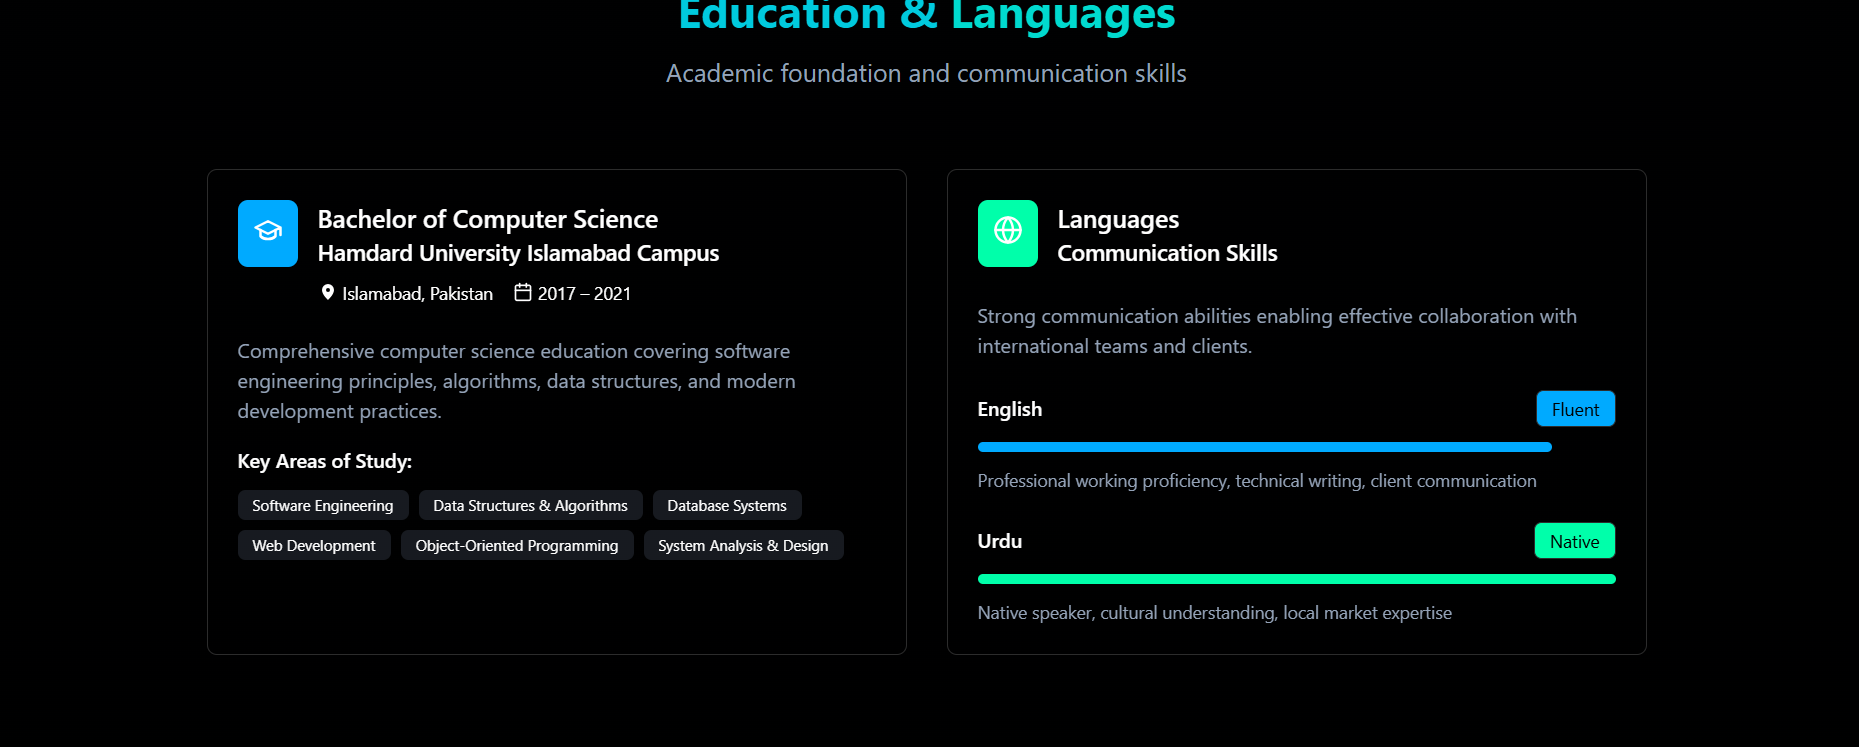 Education & Languages
Academic foundation and communication skills
Bachelor of Computer Science
Hamdard University Islamabad Campus
Islamabad, Pakistan 2017 – 2021
Comprehensive computer science education covering software
engineering principles, algorithms, data structures, and modern
development practices.
Key Areas of Study:
Software Engineering Data Structures & Algorithms Database Systems
Web Development Object-Oriented Programming System Analysis & Design
Languages
Communication Skills
Strong communication abilities enabling effective collaboration with
international teams and clients.
English Fluent
Professional working proficiency, technical writing, client communication
Urdu Native
Native speaker, cultural understanding, local market expertise